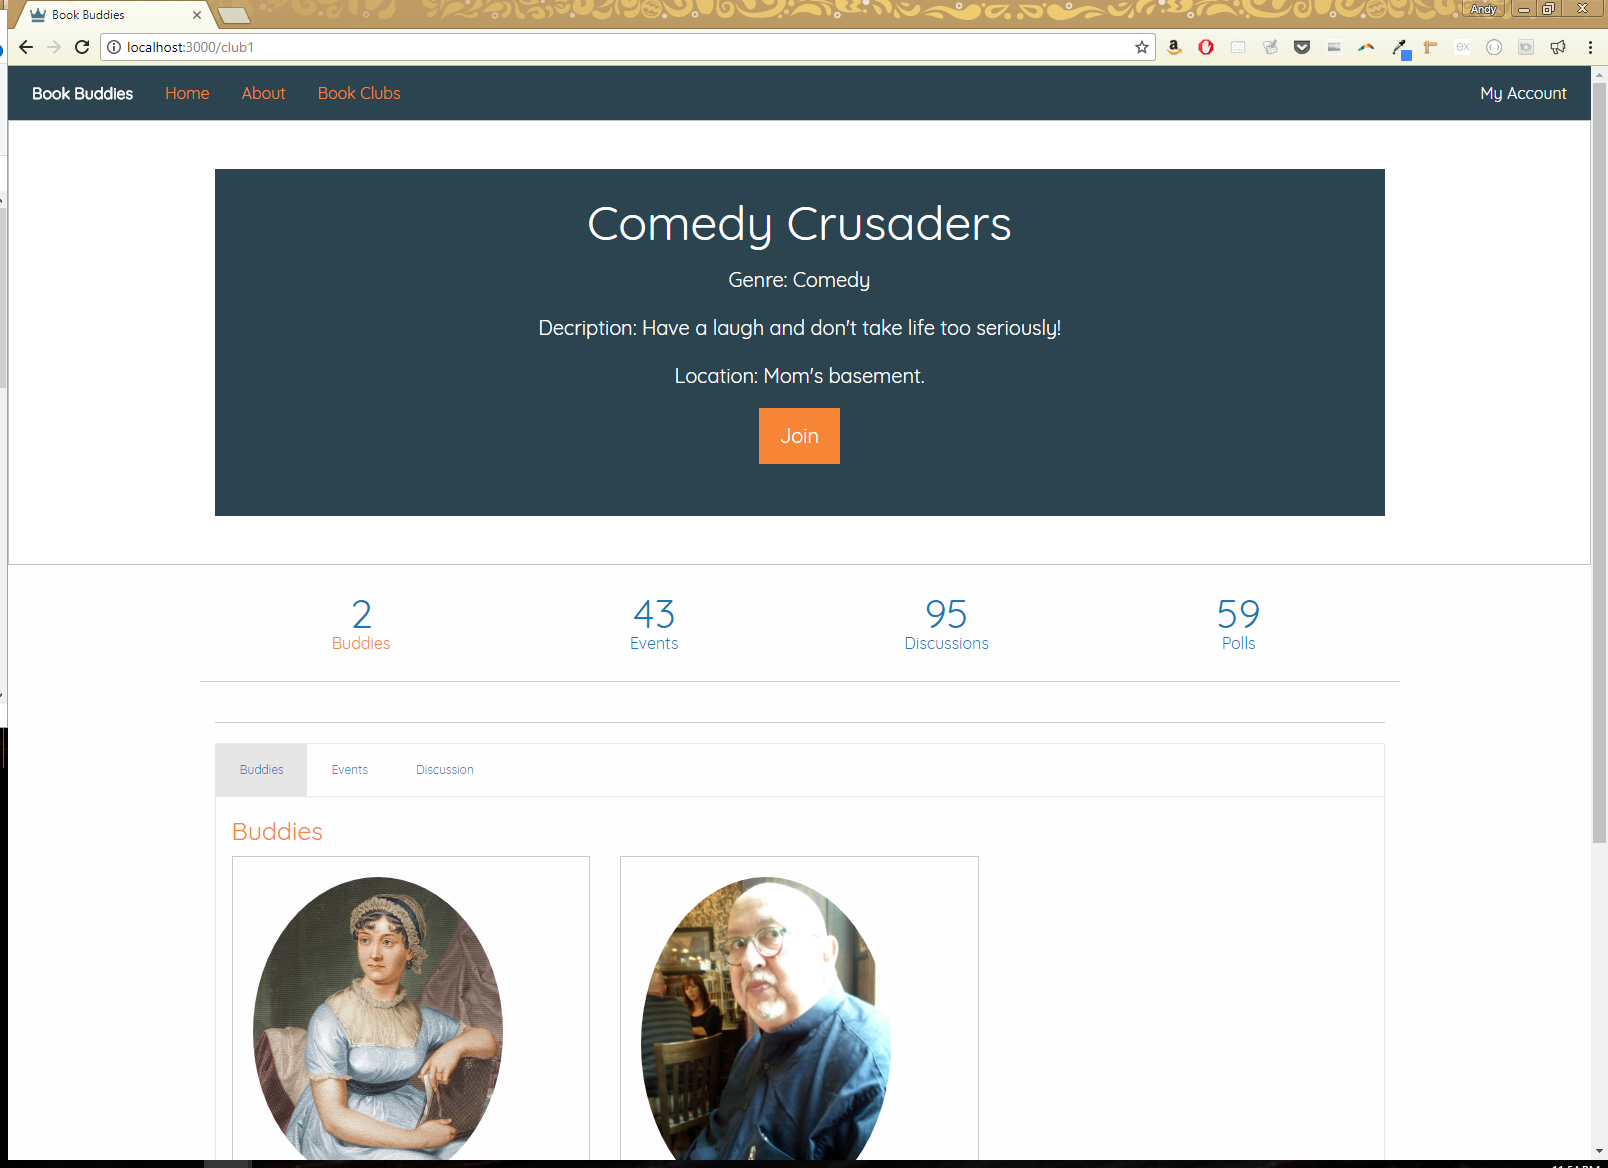 Book Buddies
Andy
localhost:3000/club1
Book Buddies Home About Book Clubs My Account
Comedy Crusaders
Genre: Comedy
Decription: Have a laugh and don't take life too seriously!
Location: Mom's basement.
Join
2 43 95 59
Buddies Events Discussions Polls
Buddies Events Discussion
Buddies